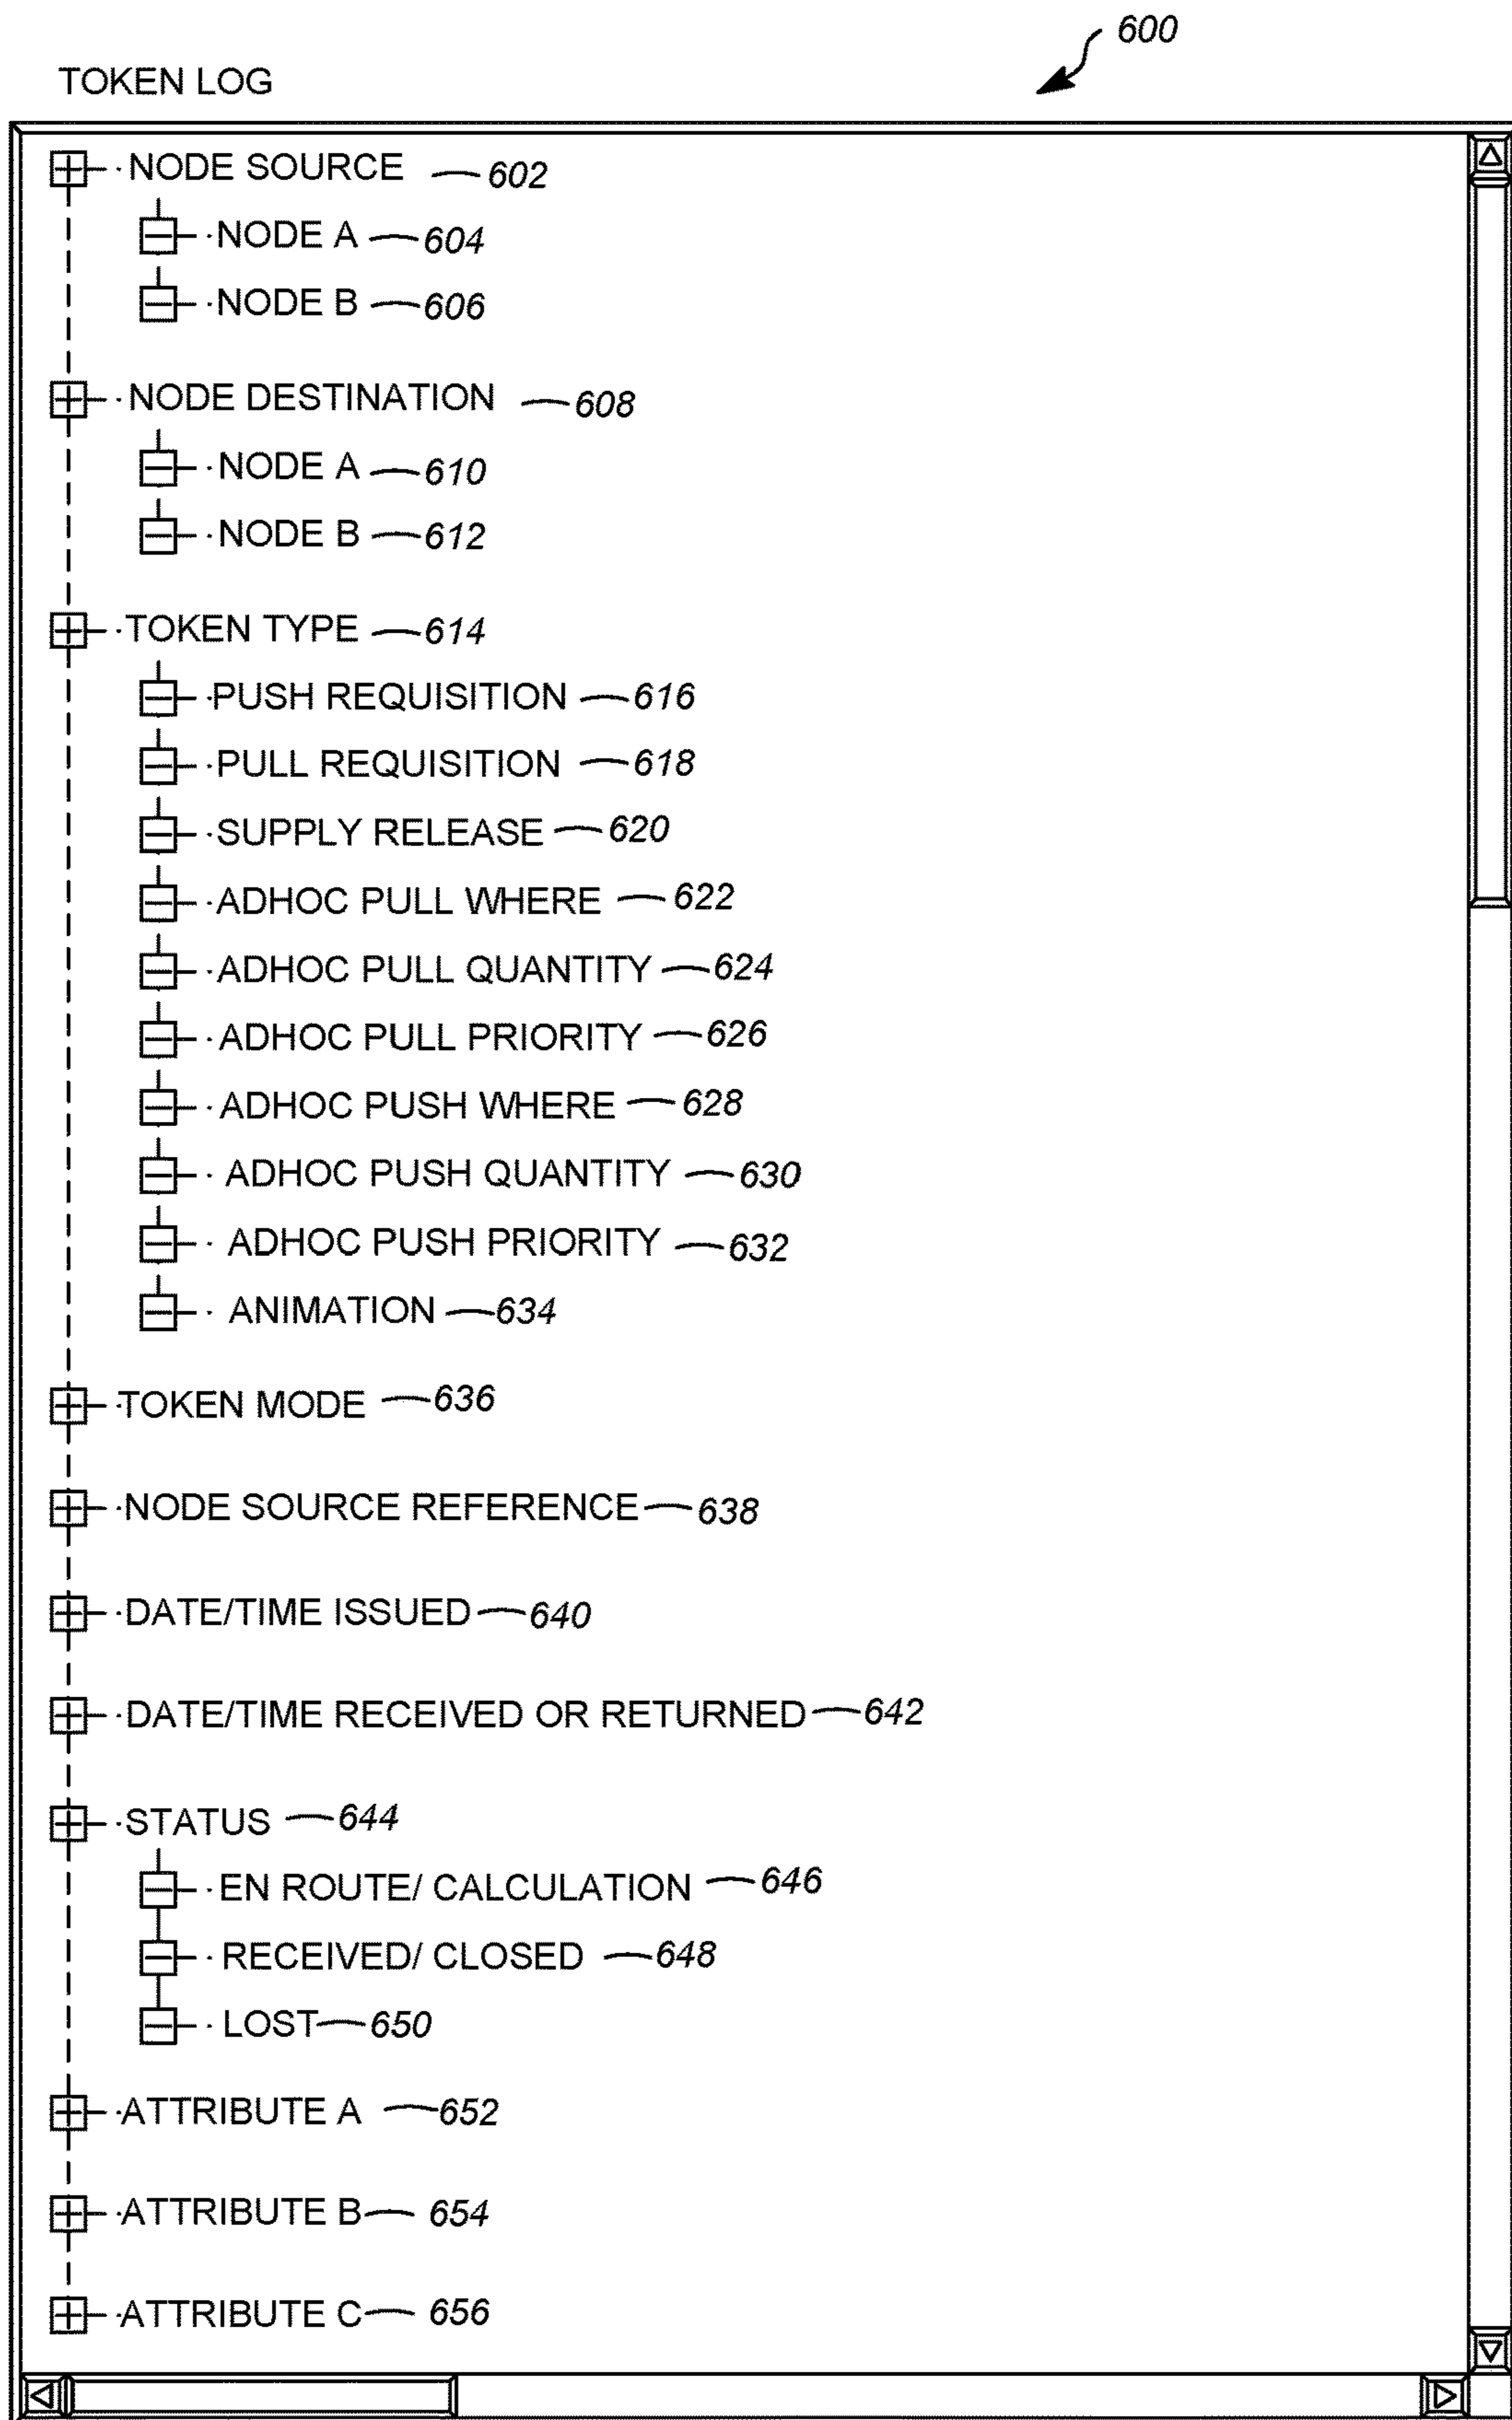 600
TOKEN LOG
NODE SOURCE 602
NODE A 604
NODE B 606
NODE DESTINATION 608
NODE A 610
NODE B 612
TOKEN TYPE 614
PUSH REQUISITION 616
PULL REQUISITION 618
SUPPLY RELEASE 620
ADHOC PULL WHERE 622
ADHOC PULL QUANTITY 624
ADHOC PULL PRIORITY 626
ADHOC PUSH WHERE 628
ADHOC PUSH QUANTITY 630
ADHOC PUSH PRIORITY 632
ANIMATION 634
TOKEN MODE 636
NODE SOURCE REFERENCE 638
DATE/TIME ISSUED 640
DATE/TIME RECEIVED OR RETURNED 642
STATUS 644
EN ROUTE/ CALCULATION 646
RECEIVED/ CLOSED 648
LOST 650
ATTRIBUTE A 652
ATTRIBUTE B 654
ATTRIBUTE C 656